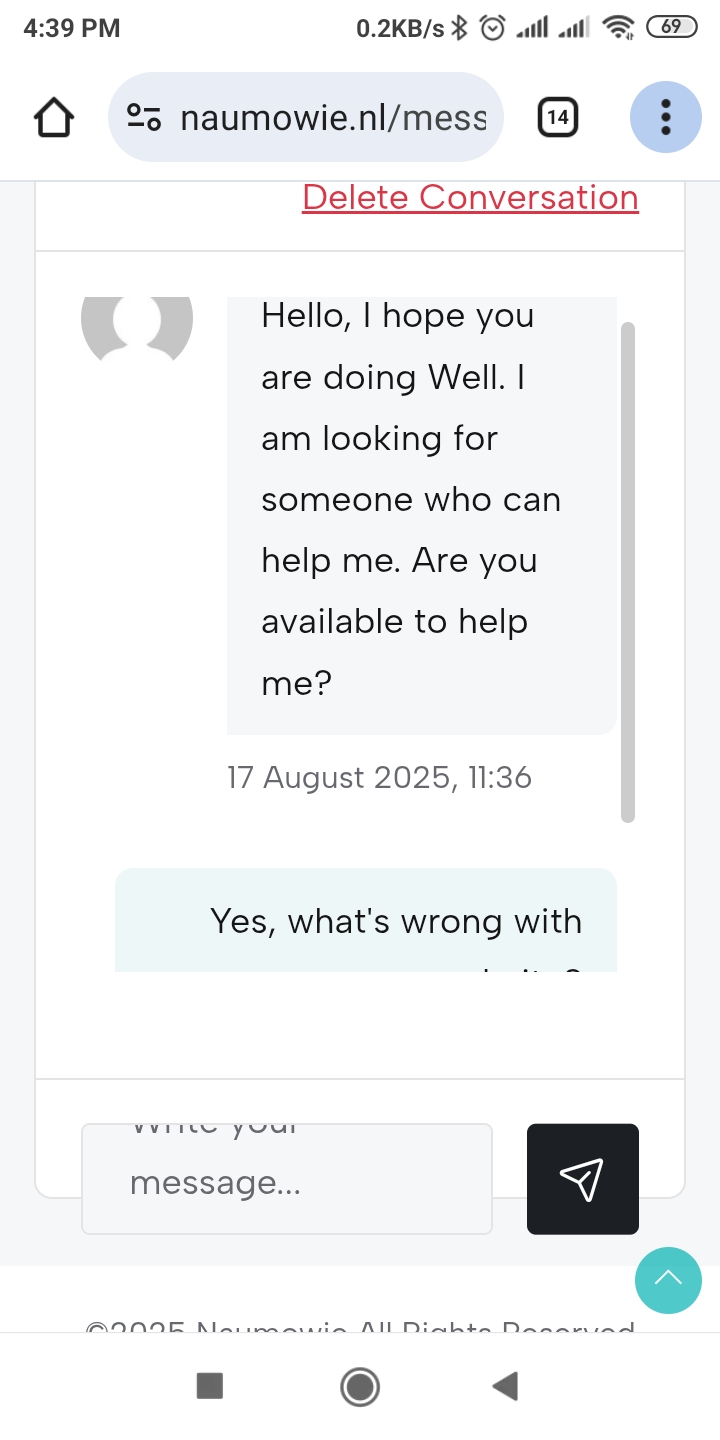 4:39 PM
0.2KB/s
69
naumowie.nl/mess
14
Delete Conversation
Hello, I hope you
are doing Well. I
am looking for
someone who can
help me. Are you
available to help
me?
17 August 2025, 11:36
Yes, what's wrong with
Write your
message...
©2025 Naumowie All Rights Reserved